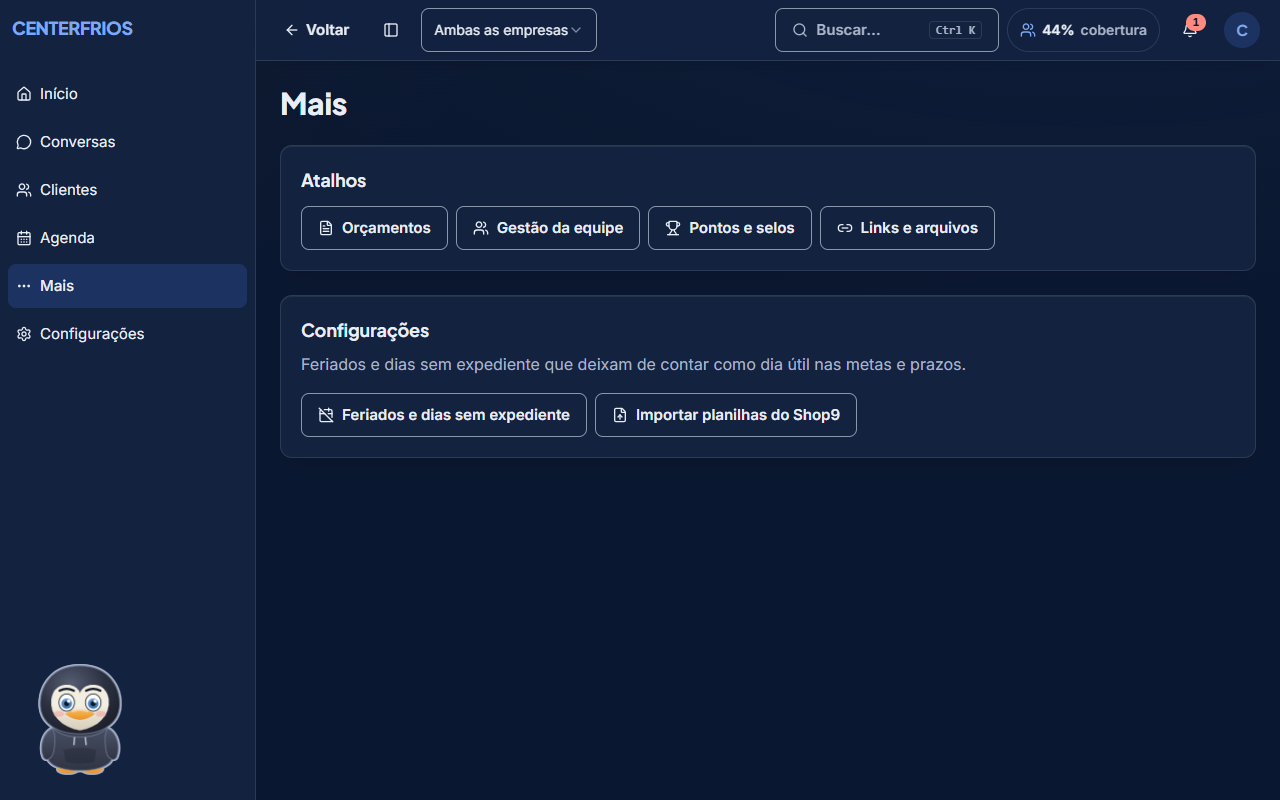 CENTERFRIOS
Voltar
Ambas as empresas
Buscar...
Ctrl K
44% cobertura
1
C
Início
Conversas
Clientes
Agenda
Mais
Configurações
Mais
Atalhos
Orçamentos
Gestão da equipe
Pontos e selos
Links e arquivos
Configurações
Feriados e dias sem expediente que deixam de contar como dia útil nas metas e prazos.
Feriados e dias sem expediente
Importar planilhas do Shop9